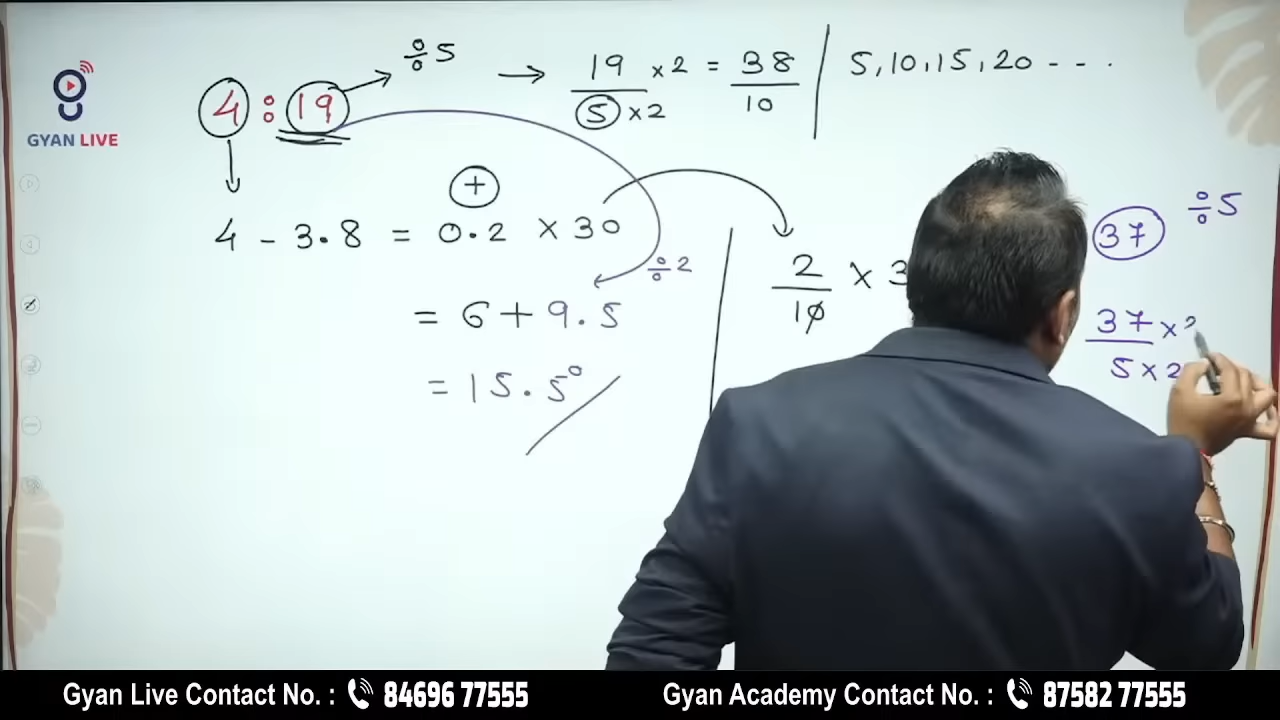 GYAN LIVE
4 : 19 → ÷5 → 19/5 × 2/2 = 38/10 | 5, 10, 15, 20 - - - .
+
4 - 3.8 = 0.2 × 30
÷2
= 6 + 9.5
= 15.5°
2/10 × 3
37 ÷5
37 ×
5 × 2
Gyan Live Contact No. : 84696 77555
Gyan Academy Contact No. : 87582 77555